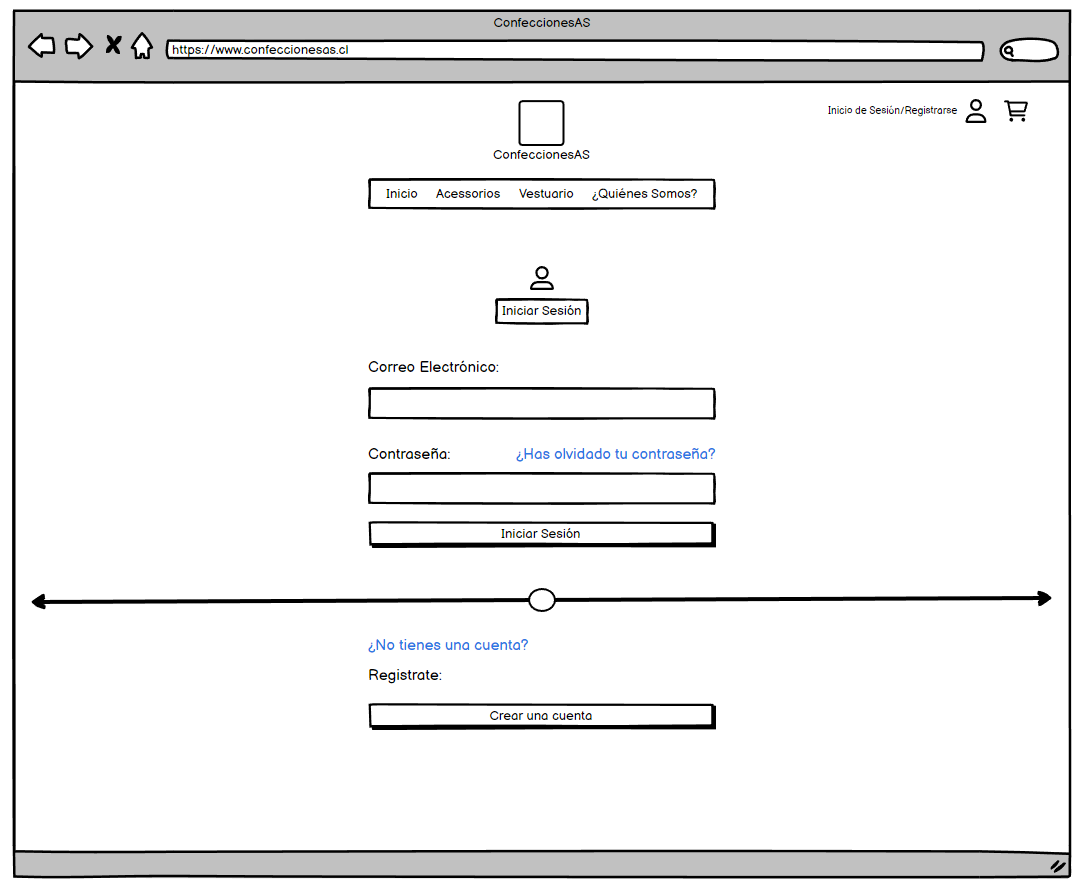 ConfeccionesAS
https://www.confeccionesas.cl
Inicio de Sesión/Registrarse
ConfeccionesAS
Inicio Acessorios Vestuario ¿Quiénes Somos?
Iniciar Sesión
Correo Electrónico:
Contraseña: ¿Has olvidado tu contraseña?
Iniciar Sesión
¿No tienes una cuenta?
Registrate:
Crear una cuenta